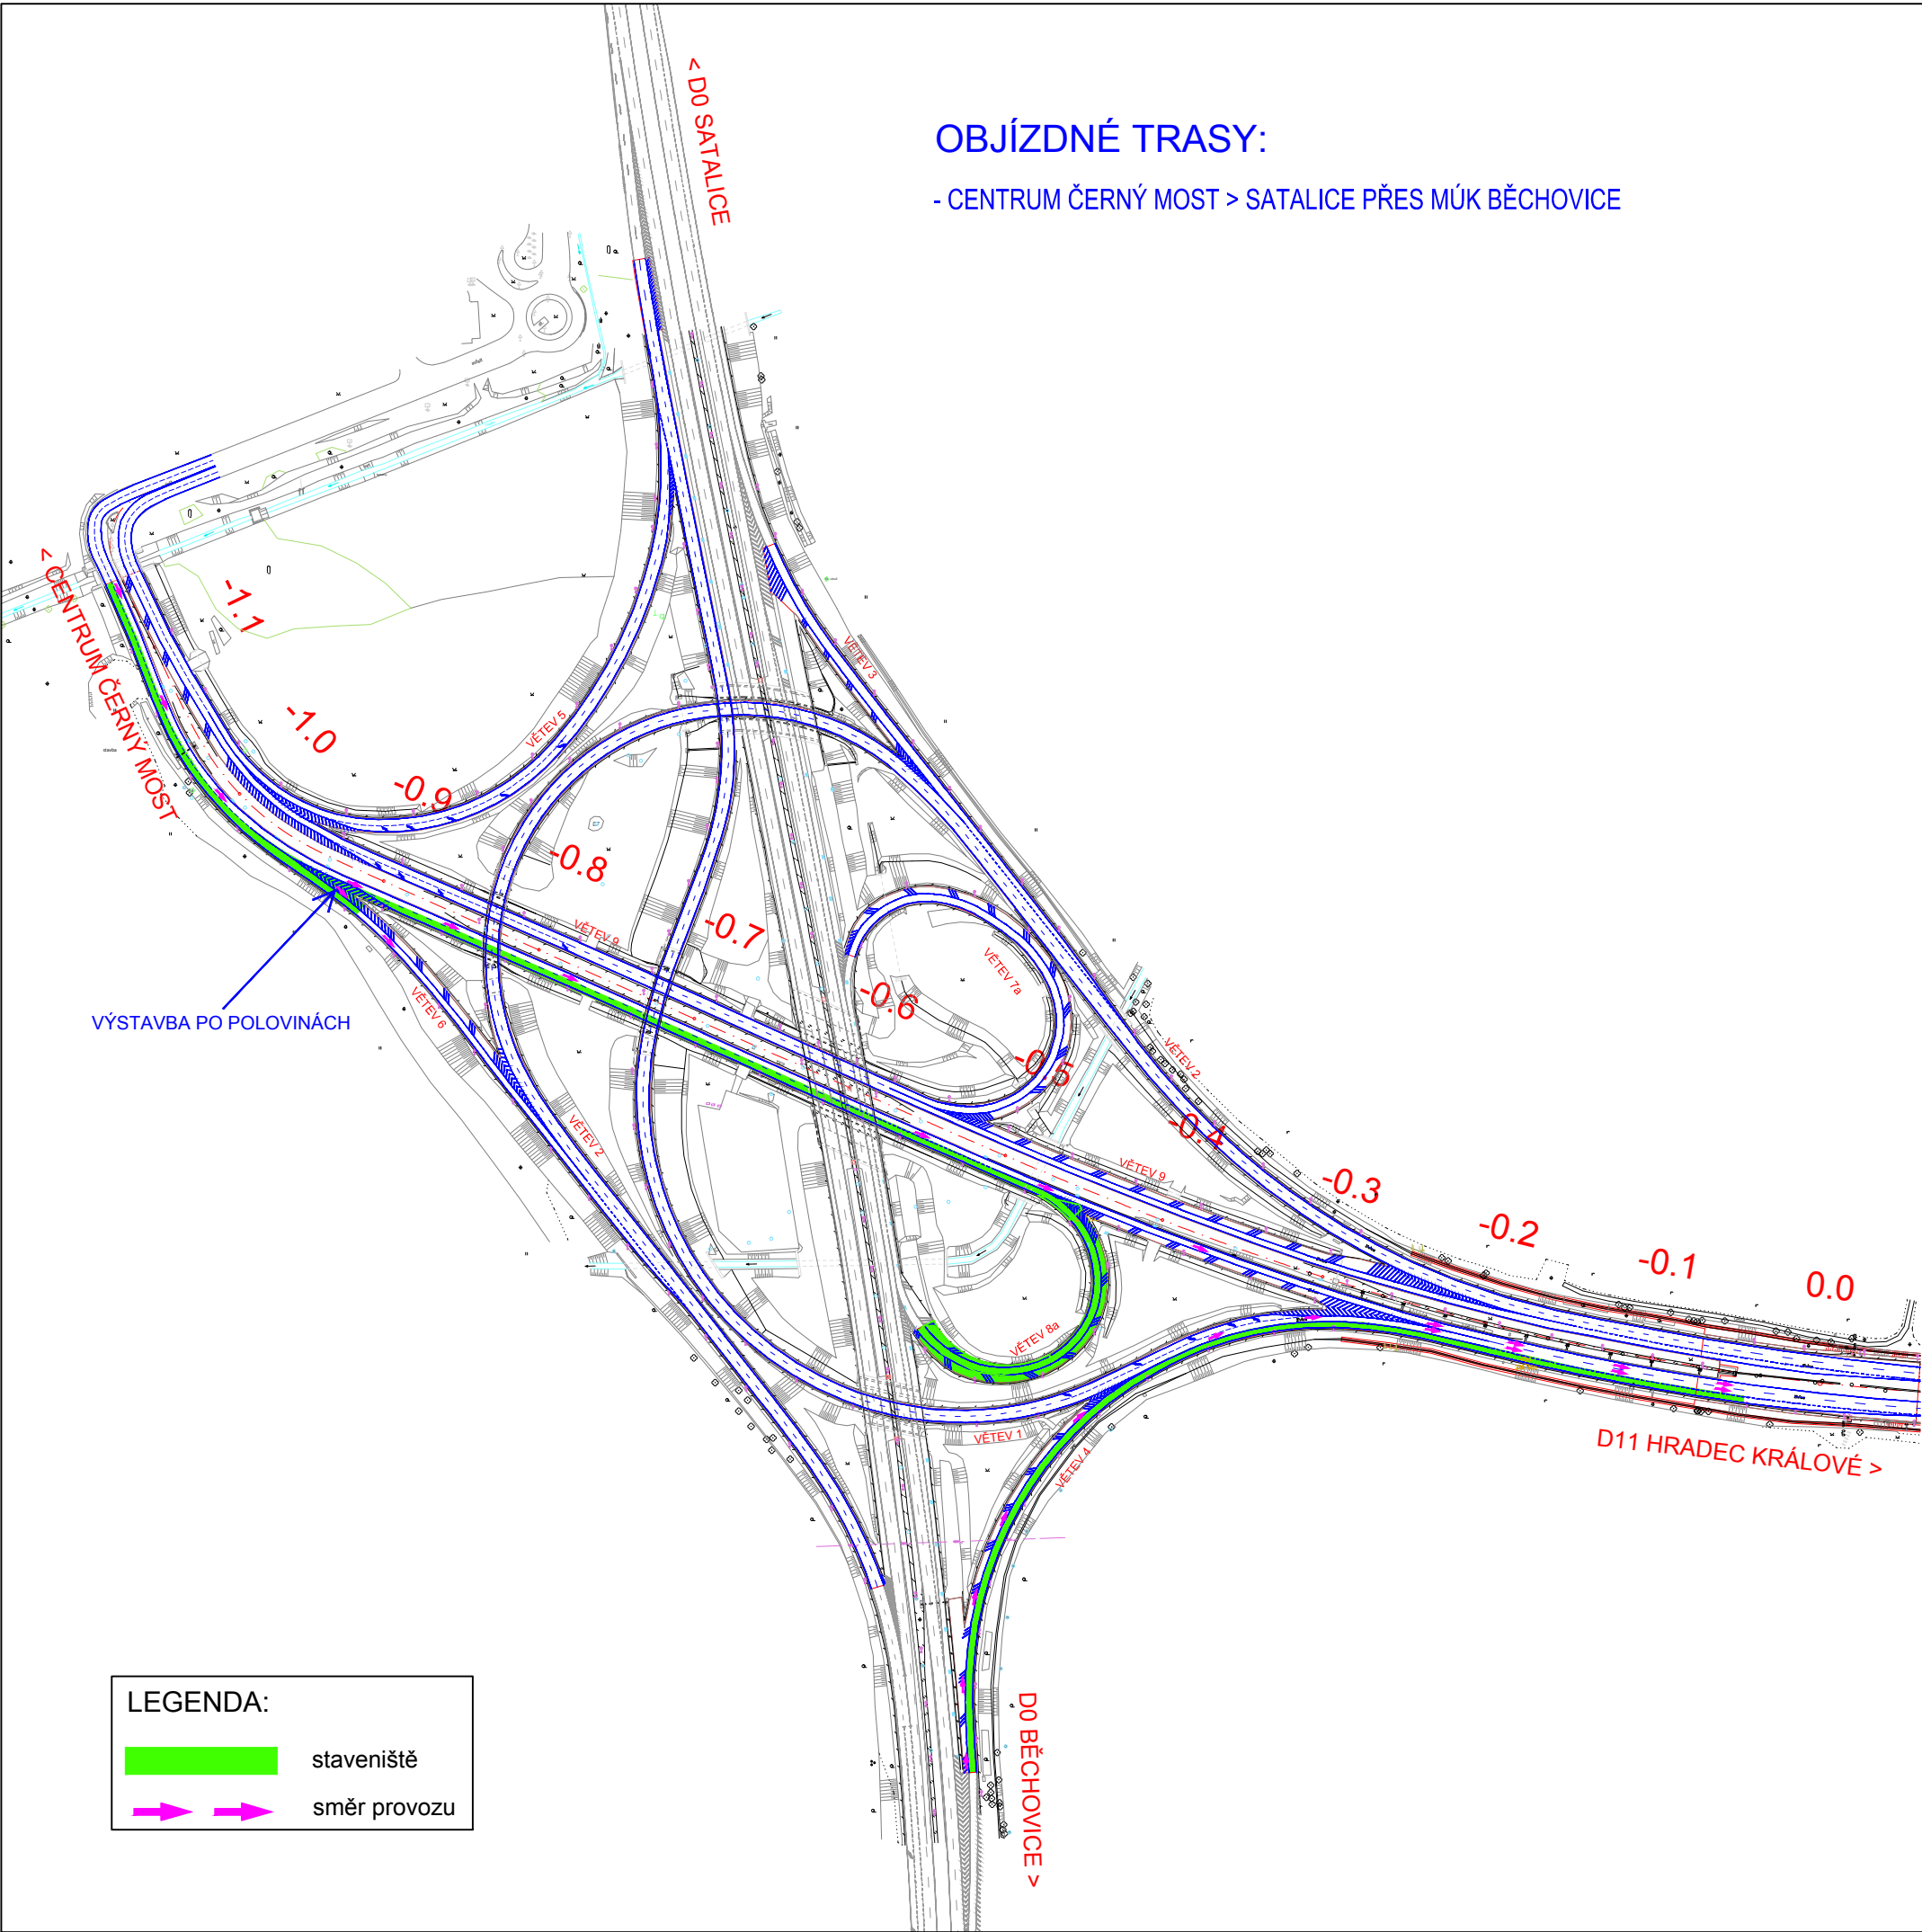 < D0 SATALICE
OBJÍZDNÉ TRASY:
- CENTRUM ČERNÝ MOST > SATALICE PŘES MÚK BĚCHOVICE
< CENTRUM ČERNÝ MOST
-1.1
-1.0
-0.9
-0.8
-0.7
-0.6
-0.5
-0.4
-0.3
-0.2
-0.1
0.0
VĚTEV 3
VĚTEV 5
VĚTEV 9
VĚTEV 7a
VĚTEV 6
VÝSTAVBA PO POLOVINÁCH
VĚTEV 2
VĚTEV 2
VĚTEV 9
VĚTEV 8a
VĚTEV 1
VĚTEV 4
D11 HRADEC KRÁLOVÉ >
D0 BĚCHOVICE >
LEGENDA:
staveniště
směr provozu